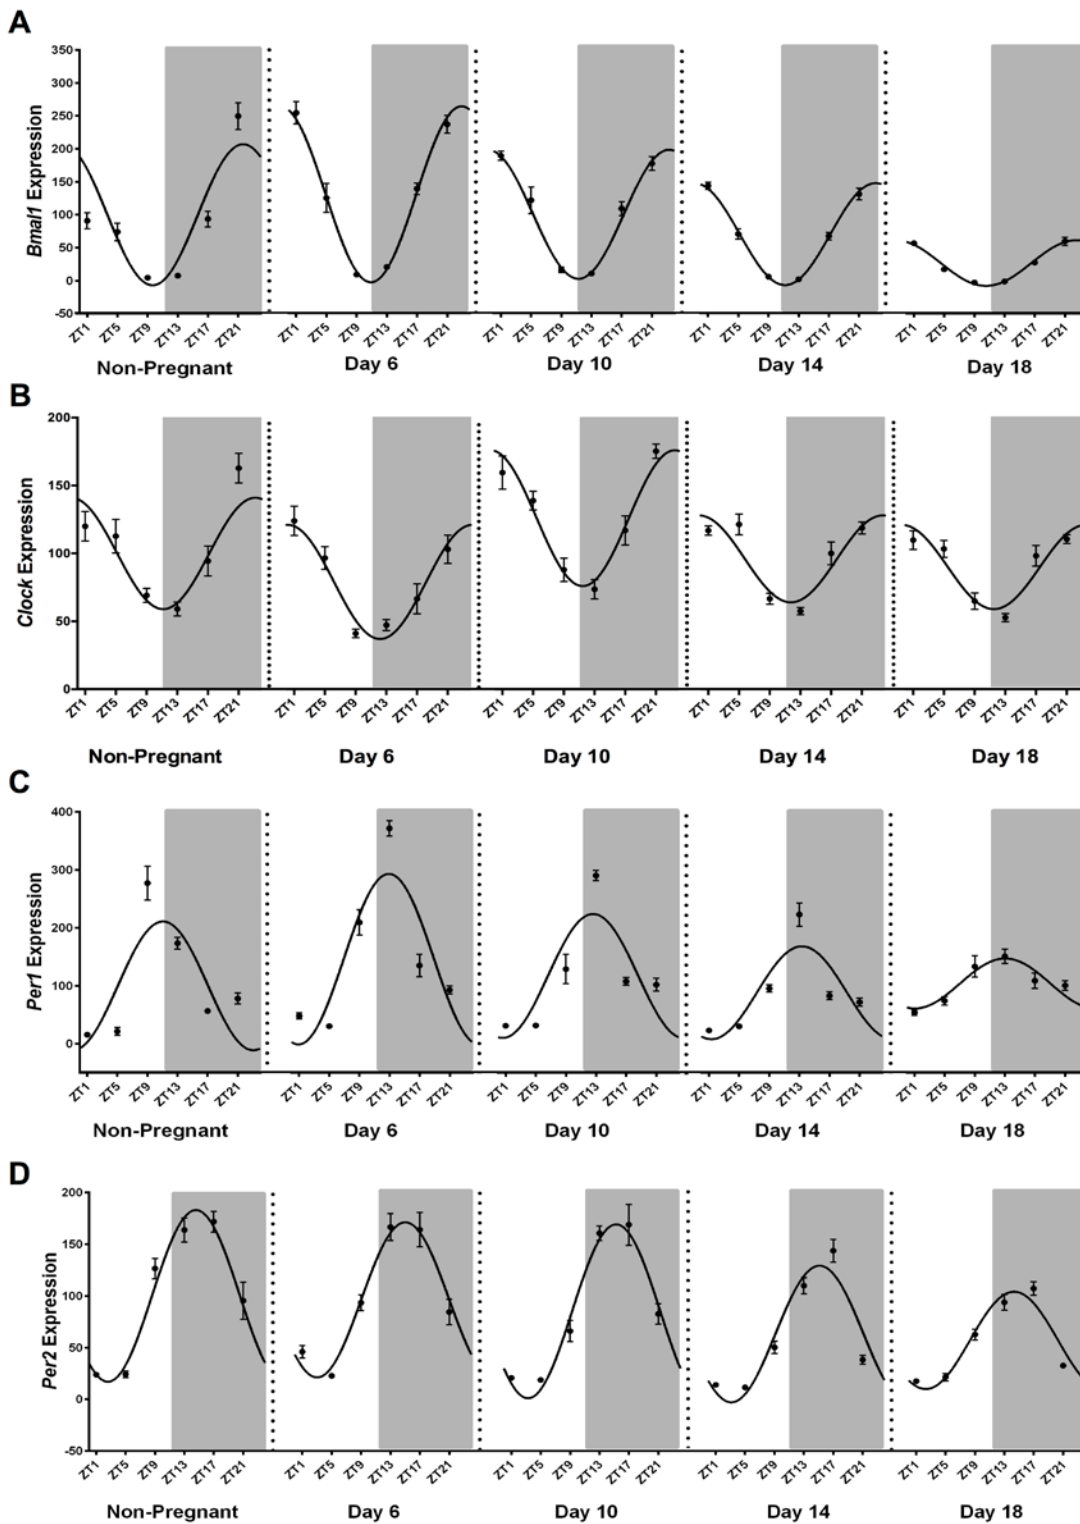 A
350
300
250
200
150
100
50
0
-50
Bmal1 Expression
ZT1 ZT5 ZT9 ZT13 ZT17 ZT21 ZT1 ZT5 ZT9 ZT13 ZT17 ZT21 ZT1 ZT5 ZT9 ZT13 ZT17 ZT21 ZT1 ZT5 ZT9 ZT13 ZT17 ZT21 ZT1 ZT5 ZT9 ZT13 ZT17 ZT21
Non-Pregnant Day 6 Day 10 Day 14 Day 18
B
200
150
100
50
0
Clock Expression
ZT1 ZT5 ZT9 ZT13 ZT17 ZT21 ZT1 ZT5 ZT9 ZT13 ZT17 ZT21 ZT1 ZT5 ZT9 ZT13 ZT17 ZT21 ZT1 ZT5 ZT9 ZT13 ZT17 ZT21 ZT1 ZT5 ZT9 ZT13 ZT17 ZT21
Non-Pregnant Day 6 Day 10 Day 14 Day 18
C
400
300
200
100
0
Per1 Expression
ZT1 ZT5 ZT9 ZT13 ZT17 ZT21 ZT1 ZT5 ZT9 ZT13 ZT17 ZT21 ZT1 ZT5 ZT9 ZT13 ZT17 ZT21 ZT1 ZT5 ZT9 ZT13 ZT17 ZT21 ZT1 ZT5 ZT9 ZT13 ZT17 ZT21
Non-Pregnant Day 6 Day 10 Day 14 Day 18
D
200
150
100
50
0
-50
Per2 Expression
ZT1 ZT5 ZT9 ZT13 ZT17 ZT21 ZT1 ZT5 ZT9 ZT13 ZT17 ZT21 ZT1 ZT5 ZT9 ZT13 ZT17 ZT21 ZT1 ZT5 ZT9 ZT13 ZT17 ZT21 ZT1 ZT5 ZT9 ZT13 ZT17 ZT21
Non-Pregnant Day 6 Day 10 Day 14 Day 18